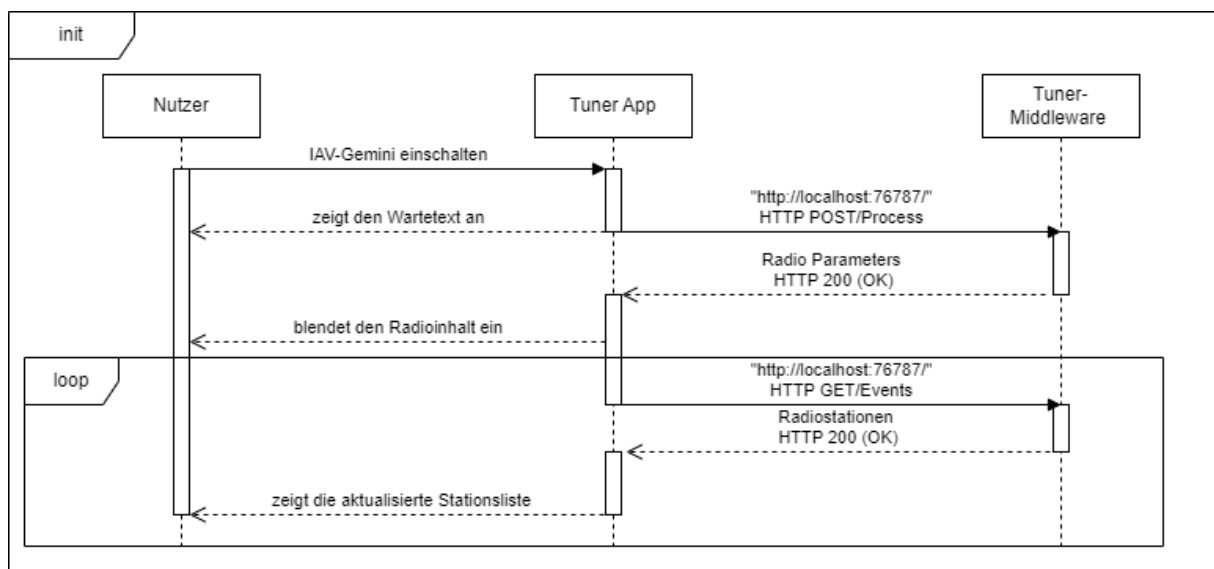 init
Nutzer
Tuner App
Tuner-
Middleware
IAV-Gemini einschalten
"http://localhost:76787/"
HTTP POST/Process
zeigt den Wartetext an
Radio Parameters
HTTP 200 (OK)
blendet den Radioinhalt ein
loop
"http://localhost:76787/"
HTTP GET/Events
Radiostationen
HTTP 200 (OK)
zeigt die aktualisierte Stationsliste